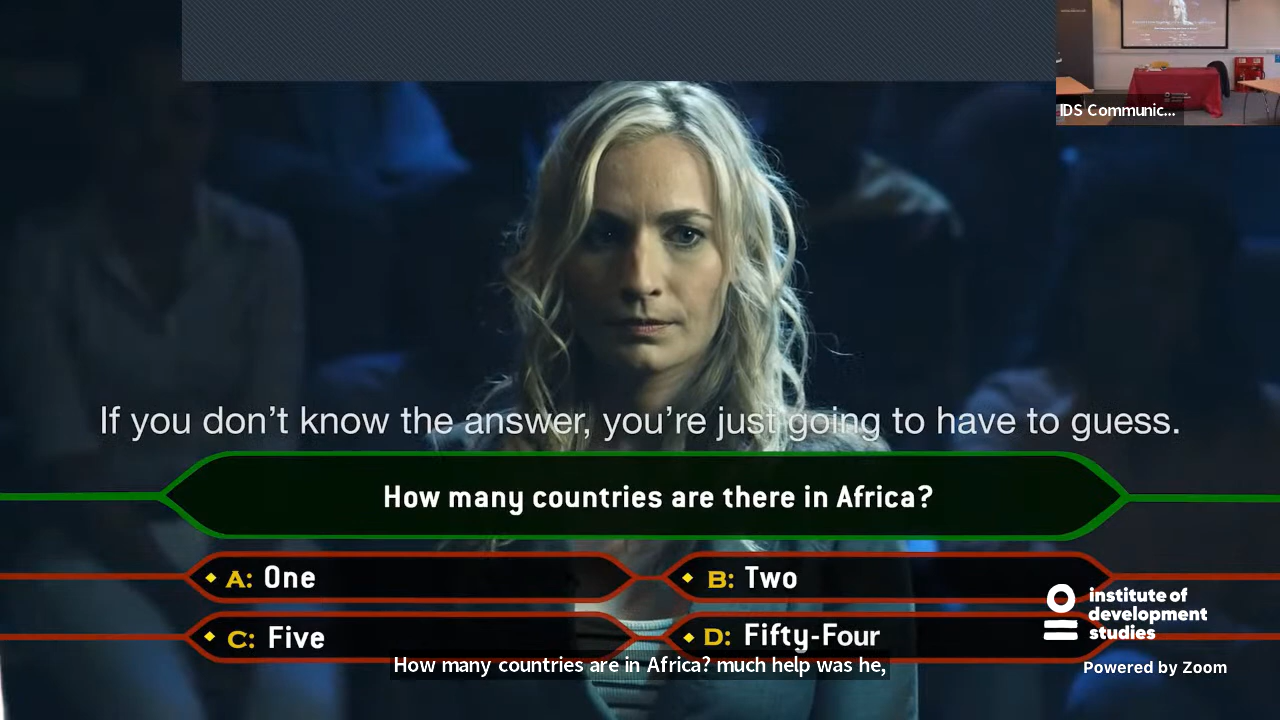 IDS Communic...
If you don't know the answer, you're just going to have to guess.
How many countries are there in Africa?
A: One
B: Two
C: Five
D: Fifty-Four
institute of
development
studies
How many countries are in Africa? much help was he,
Powered by Zoom